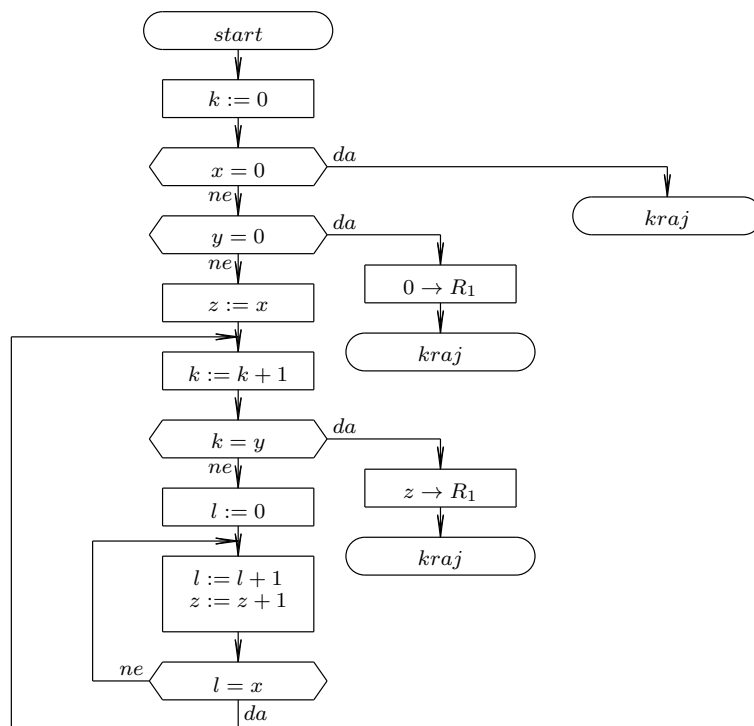 start
k := 0
x = 0
da
ne
kraj
y = 0
da
ne
0 → R₁
z := x
kraj
k := k + 1
k = y
da
ne
z → R₁
l := 0
kraj
l := l + 1
z := z + 1
ne
l = x
da